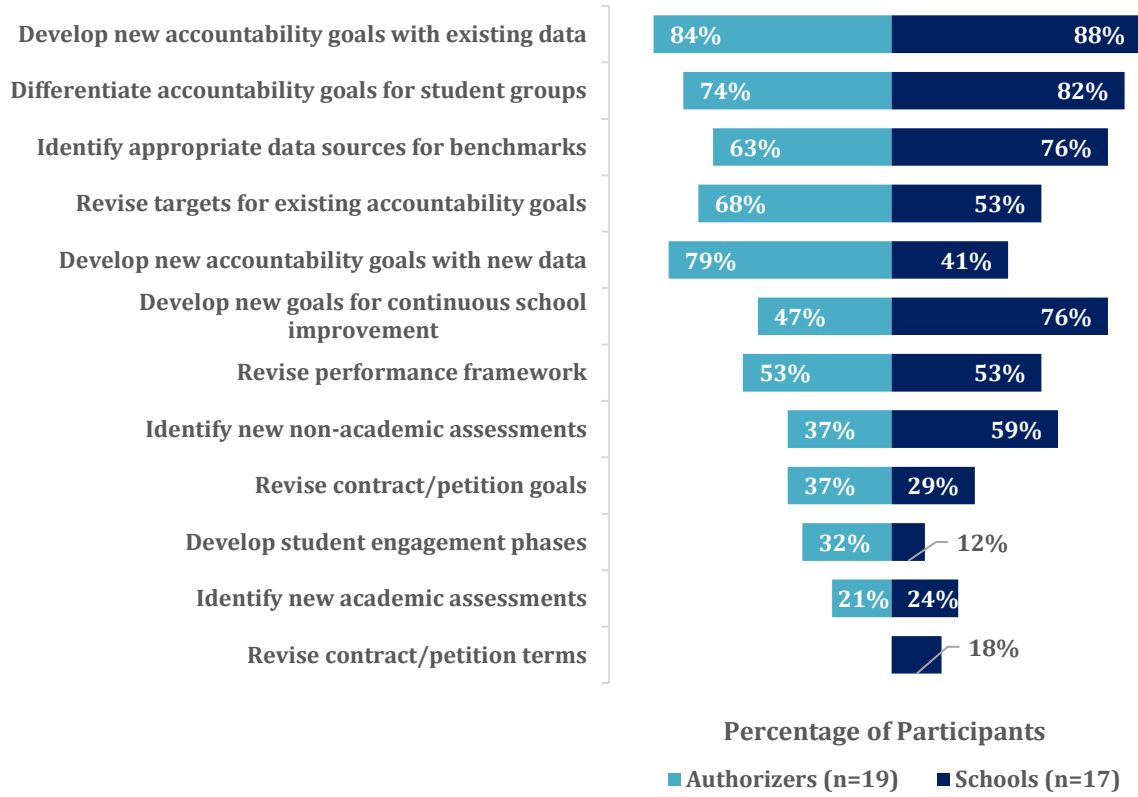 Develop new accountability goals with existing data 84% 88%
Differentiate accountability goals for student groups 74% 82%
Identify appropriate data sources for benchmarks 63% 76%
Revise targets for existing accountability goals 68% 53%
Develop new accountability goals with new data 79% 41%
Develop new goals for continuous school
improvement 47% 76%
Revise performance framework 53% 53%
Identify new non-academic assessments 37% 59%
Revise contract/petition goals 37% 29%
Develop student engagement phases 32% 12%
Identify new academic assessments 21% 24%
Revise contract/petition terms 18%
Percentage of Participants
Authorizers (n=19) Schools (n=17)